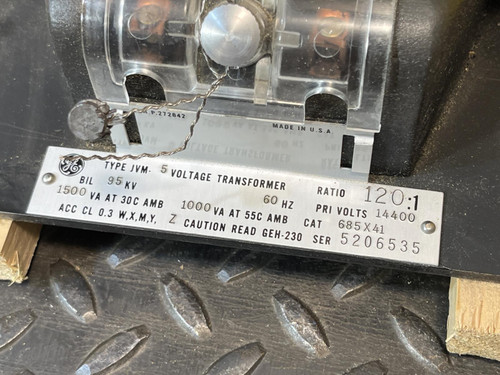 P.272842
MADE IN U.S.A.
GE TYPE JVM- 5 VOLTAGE TRANSFORMER RATIO 120:1
BIL 95 KV 60 HZ PRI VOLTS 14400
1500 VA AT 30C AMB 1000 VA AT 55C AMB CAT 685X41
ACC CL 0.3 W,X,M,Y, Z CAUTION READ GEH-230 SER 5206535